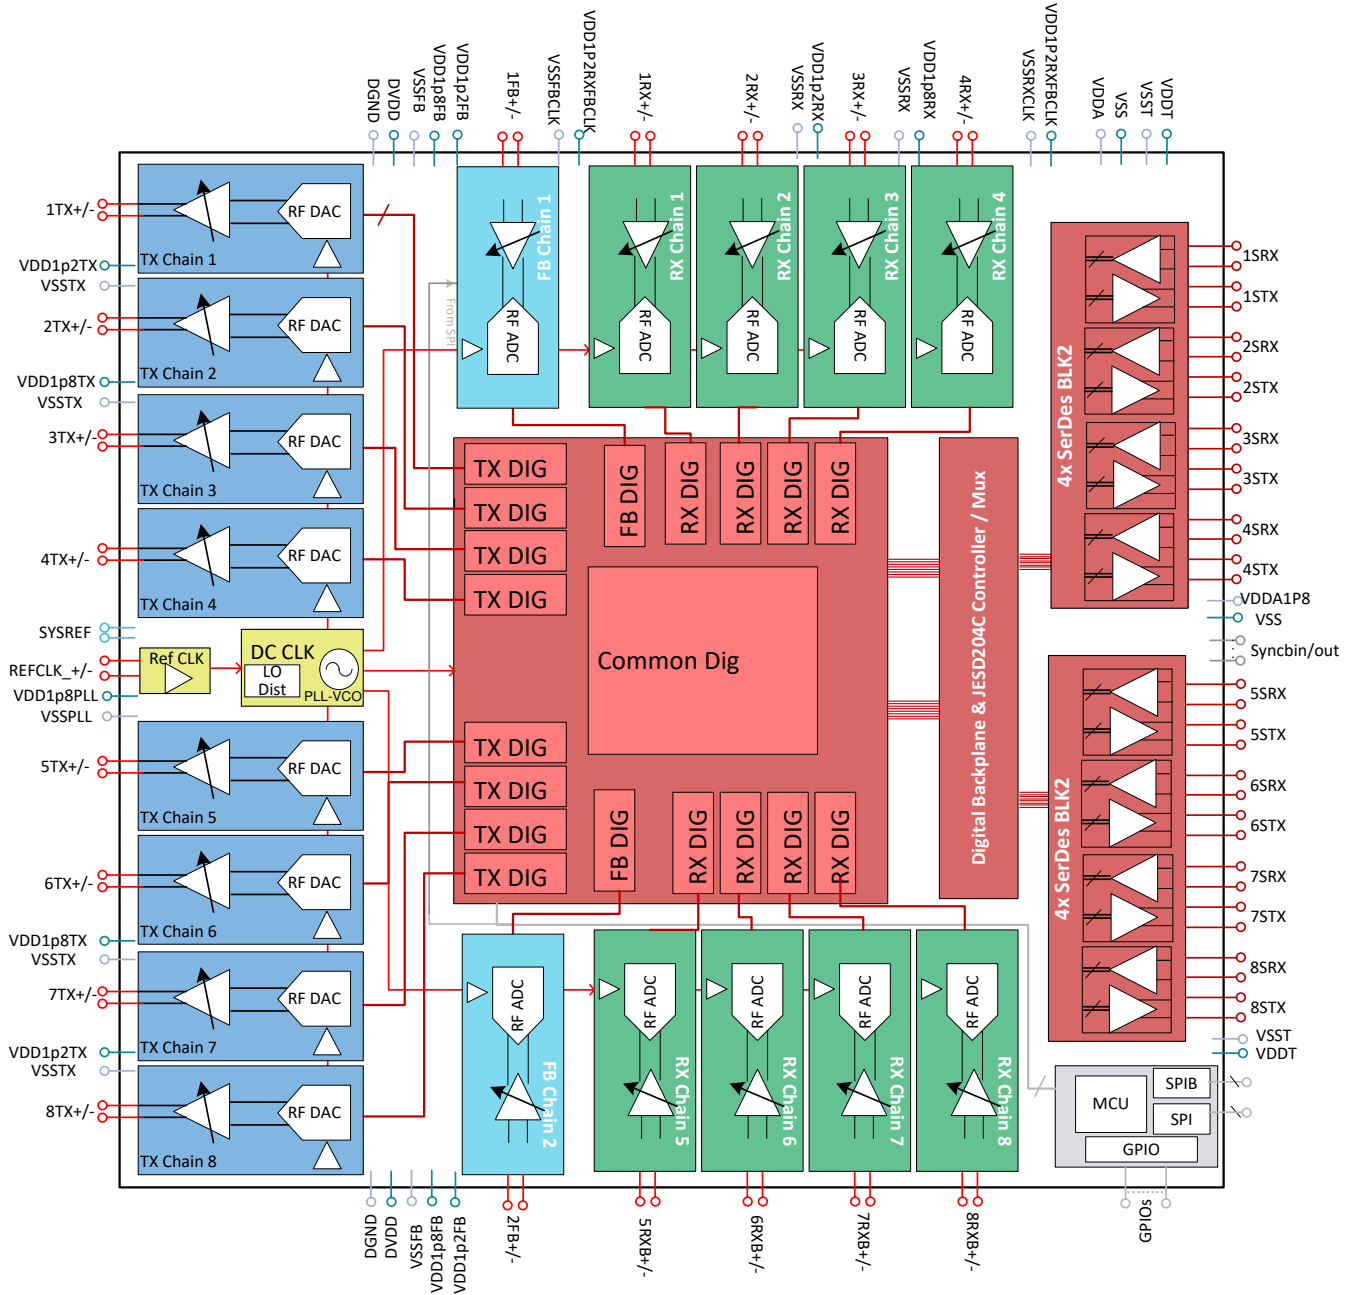 DGND
DVDD
VSSFB
VDD1p8FB
VDD1p2FB
1FB+/-
VSSFBCLK
VDD1P2RXFBCLK
1RX+/-
2RX+/-
VSSRX
VDD1p2RX
3RX+/-
VSSRX
VDD1p8RX
4RX+/-
VSSRXCLK
VDD1P2RXFBCLK
VDDA
VSS
VSST
VDDT
1TX+/-
VDD1p2TX
VSSTX
2TX+/-
VDD1p8TX
VSSTX
3TX+/-
4TX+/-
SYSREF
REFCLK_+/-
VDD1p8PLL
VSSPLL
5TX+/-
6TX+/-
VDD1p8TX
VSSTX
7TX+/-
VDD1p2TX
VSSTX
8TX+/-
RF DAC
TX Chain 1
RF DAC
TX Chain 2
RF DAC
TX Chain 3
RF DAC
TX Chain 4
Ref CLK
DC CLK
LO
Dist
PLL-VCO
RF DAC
TX Chain 5
RF DAC
TX Chain 6
RF DAC
TX Chain 7
RF DAC
TX Chain 8
From SPI
FB Chain 1
RF ADC
RX Chain 1
RF ADC
RX Chain 2
RF ADC
RX Chain 3
RF ADC
RX Chain 4
RF ADC
TX DIG
TX DIG
TX DIG
TX DIG
FB DIG
RX DIG
RX DIG
RX DIG
RX DIG
Common Dig
TX DIG
TX DIG
TX DIG
TX DIG
FB DIG
RX DIG
RX DIG
RX DIG
RX DIG
Digital Backplane & JESD204C Controller / Mux
RF ADC
FB Chain 2
RF ADC
RX Chain 5
RF ADC
RX Chain 6
RF ADC
RX Chain 7
RF ADC
RX Chain 8
4x SerDes BLK2
4x SerDes BLK2
1SRX
1STX
2SRX
2STX
3SRX
3STX
4SRX
4STX
VDDA1P8
VSS
Syncbin/out
5SRX
5STX
6SRX
6STX
7SRX
7STX
8SRX
8STX
VSST
VDDT
MCU
SPIB
SPI
GPIO
GPIOs
DGND
DVDD
VSSFB
VDD1p8FB
VDD1p2FB
2FB+/-
5RXB+/-
6RXB+/-
7RXB+/-
8RXB+/-